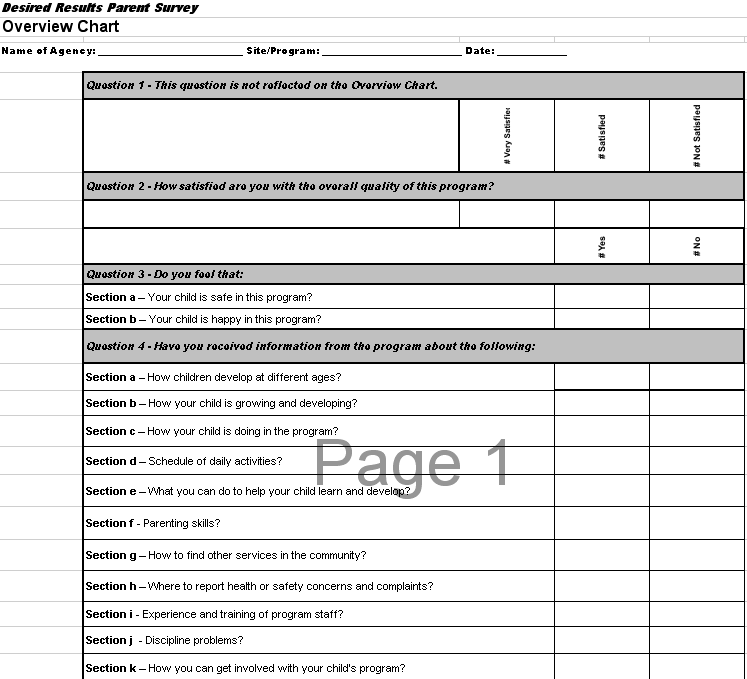 Desired Results Parent Survey
Overview Chart
Name of Agency: ______ Site/Program: ______ Date: ______
Question 1 - This question is not reflected on the Overview Chart.
# Very Satisfied
# Satisfied
# Not Satisfied
Question 2 - How satisfied are you with the overall quality of this program?
# Yes
# No
Question 3 - Do you feel that:
Section a – Your child is safe in this program?
Section b – Your child is happy in this program?
Question 4 - Have you received information from the program about the following:
Section a – How children develop at different ages?
Section b – How your child is growing and developing?
Section c – How your child is doing in the program?
Section d – Schedule of daily activities?
Page 1
Section e – What you can do to help your child learn and develop?
Section f - Parenting skills?
Section g – How to find other services in the community?
Section h – Where to report health or safety concerns and complaints?
Section i - Experience and training of program staff?
Section j - Discipline problems?
Section k – How you can get involved with your child's program?